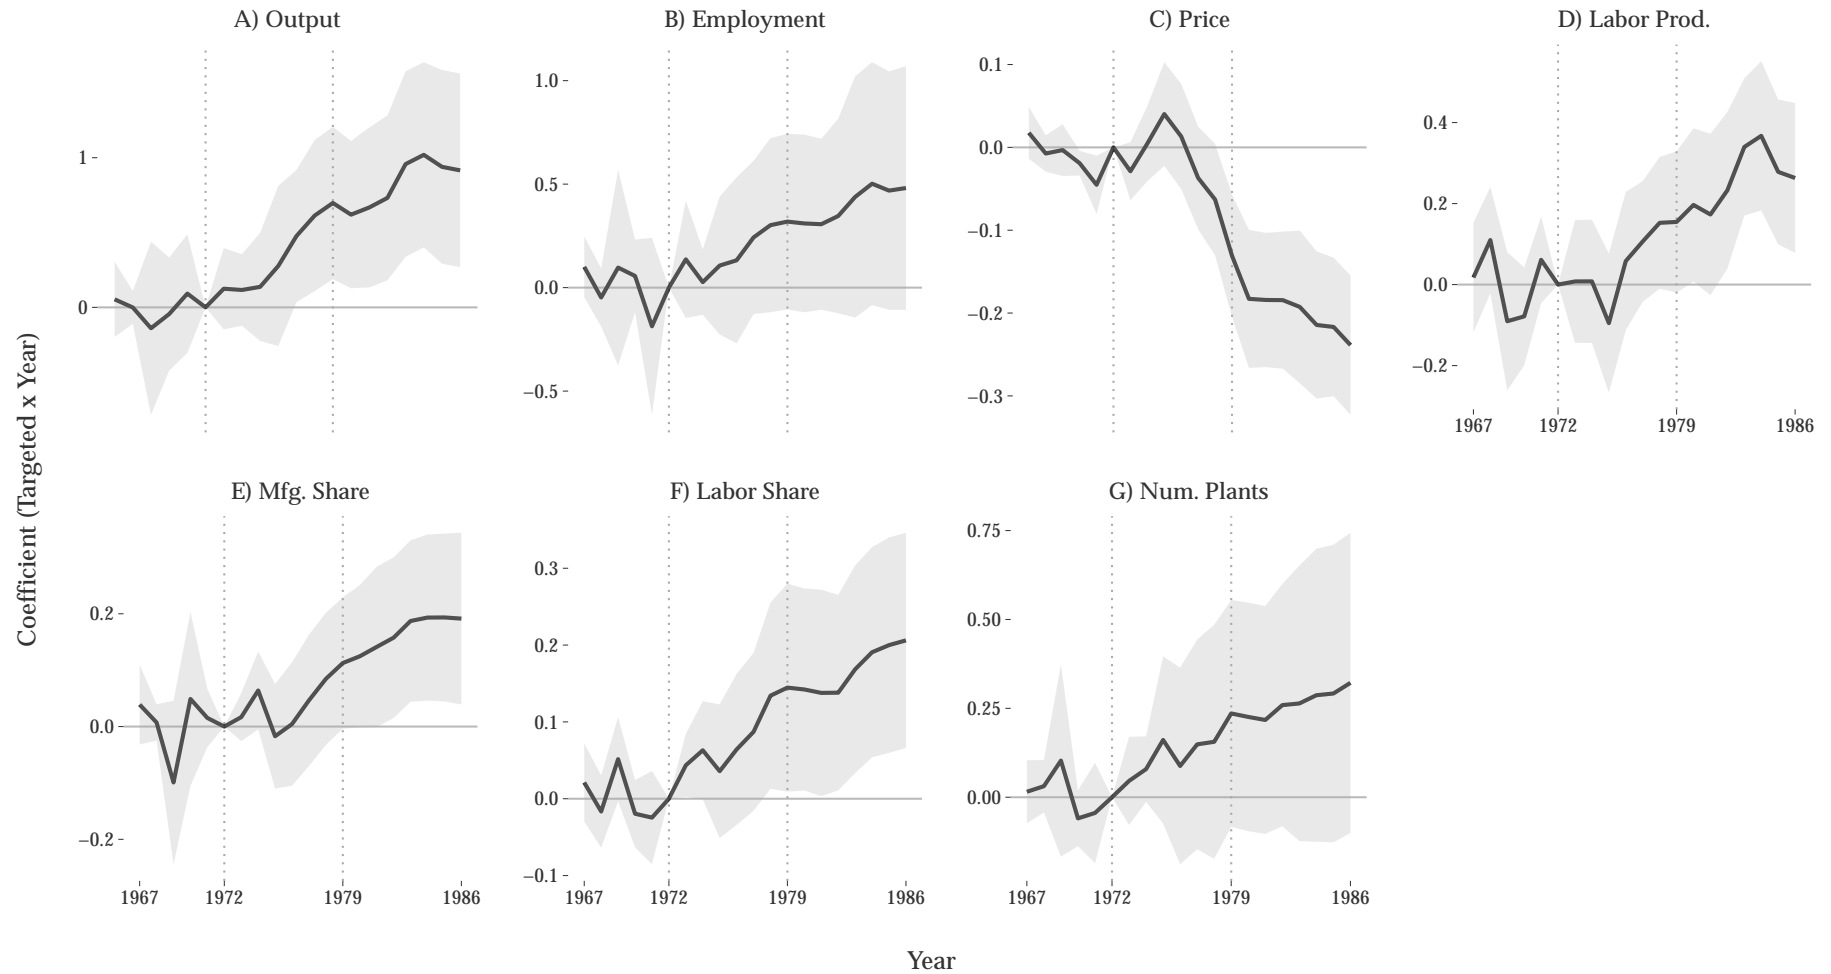 A) Output
B) Employment
C) Price
D) Labor Prod.
1
0
1.0
0.5
0.0
−0.5
0.1
0.0
−0.1
−0.2
−0.3
0.4
0.2
0.0
−0.2
1967 1972 1979 1986
Coefficient (Targeted x Year)
E) Mfg. Share
F) Labor Share
G) Num. Plants
0.2
0.0
−0.2
1967 1972 1979 1986
0.3
0.2
0.1
0.0
−0.1
1967 1972 1979 1986
0.75
0.50
0.25
0.00
1967 1972 1979 1986
Year